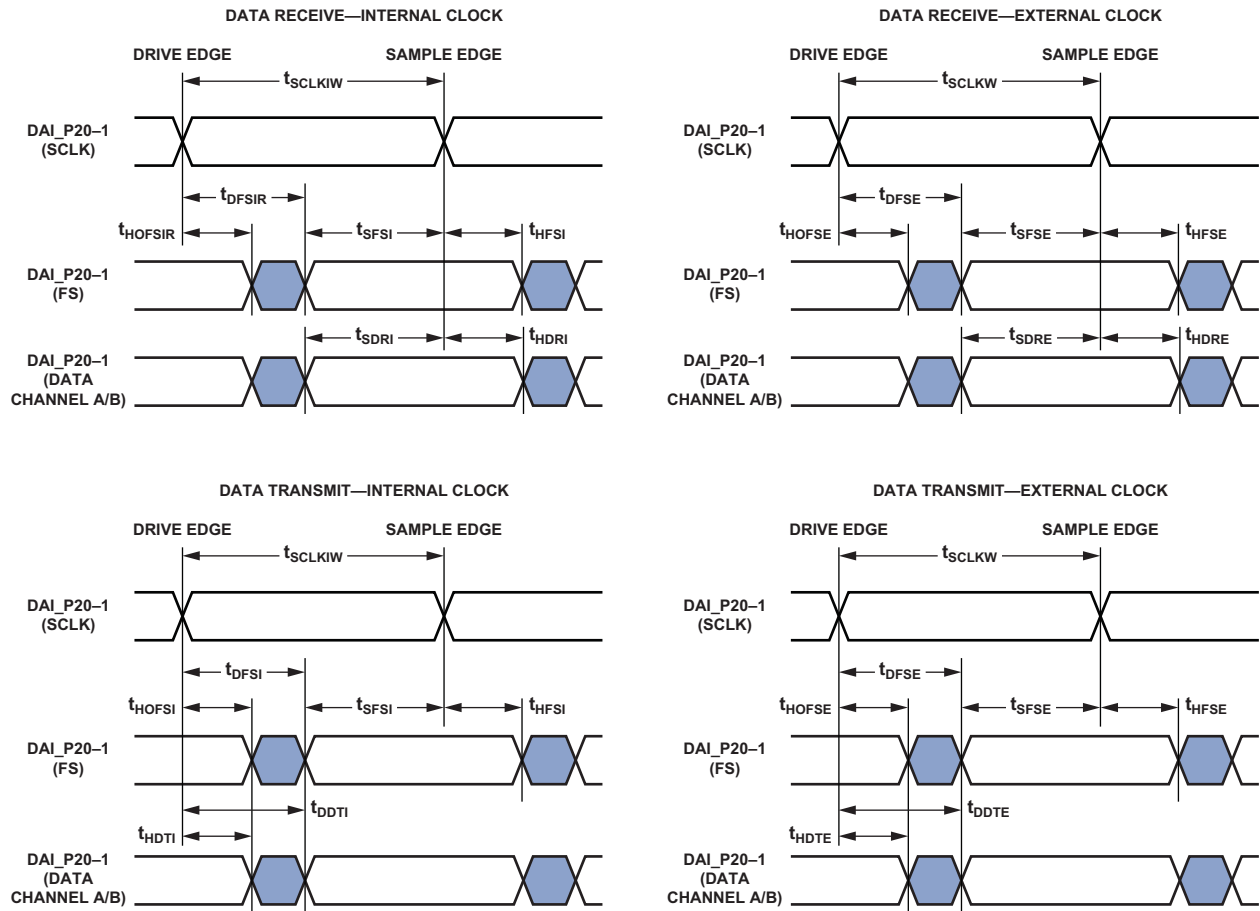 DATA RECEIVE—INTERNAL CLOCK
DRIVE EDGE
SAMPLE EDGE
tSCLKIW
DAI_P20–1
(SCLK)
tDFSIR
tHOFSIR
tSFSI
tHFSI
DAI_P20–1
(FS)
tSDRI
tHDRI
DAI_P20–1
(DATA
CHANNEL A/B)
DATA RECEIVE—EXTERNAL CLOCK
DRIVE EDGE
SAMPLE EDGE
tSCLKW
DAI_P20–1
(SCLK)
tDFSE
tHOFSE
tSFSE
tHFSE
DAI_P20–1
(FS)
tSDRE
tHDRE
DAI_P20–1
(DATA
CHANNEL A/B)
DATA TRANSMIT—INTERNAL CLOCK
DRIVE EDGE
SAMPLE EDGE
tSCLKIW
DAI_P20–1
(SCLK)
tDFSI
tHOFSI
tSFSI
tHFSI
DAI_P20–1
(FS)
tDDTI
tHDTI
DAI_P20–1
(DATA
CHANNEL A/B)
DATA TRANSMIT—EXTERNAL CLOCK
DRIVE EDGE
SAMPLE EDGE
tSCLKW
DAI_P20–1
(SCLK)
tDFSE
tHOFSE
tSFSE
tHFSE
DAI_P20–1
(FS)
tDDTE
tHDTE
DAI_P20–1
(DATA
CHANNEL A/B)